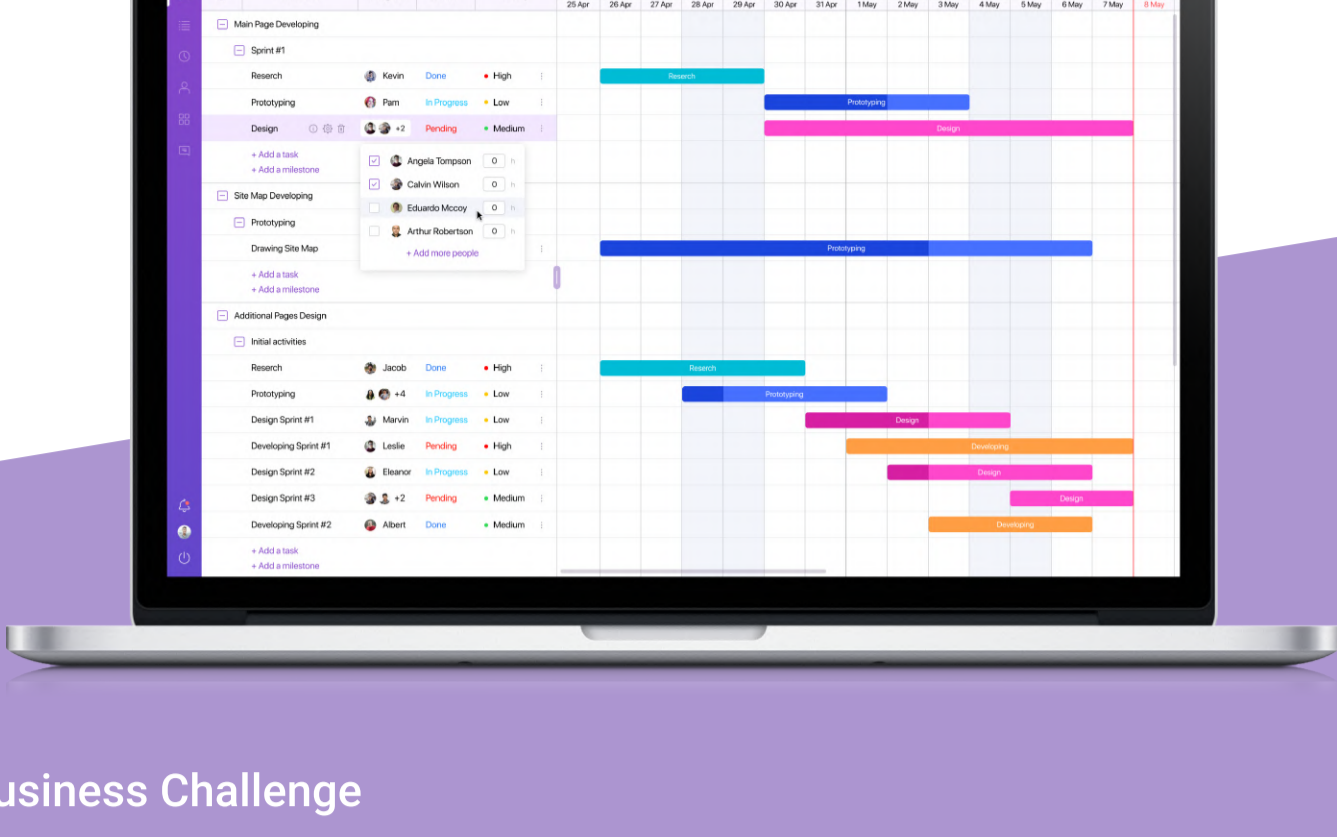 25 Apr 26 Apr 27 Apr 28 Apr 29 Apr 30 Apr 31 Apr 1 May 2 May 3 May 4 May 5 May 6 May 7 May 8 May
Main Page Developing
Sprint #1
Reserch Kevin Done High Reserch
Prototyping Pam In Progress Low Prototyping
Design +2 Pending Medium Design
+ Add a task
+ Add a milestone
Angela Tompson 0 h
Calvin Wilson 0 h
Eduardo Mccoy 0 h
Arthur Robertson 0 h
+ Add more people
Site Map Developing
Prototyping
Drawing Site Map Prototyping
+ Add a task
+ Add a milestone
Additional Pages Design
Initial activities
Reserch Jacob Done High Reserch
Prototyping +4 In Progress Low Prototyping
Design Sprint #1 Marvin In Progress Low Design
Developing Sprint #1 Leslie Pending High Developing
Design Sprint #2 Eleanor In Progress Low Design
Design Sprint #3 +2 Pending Medium Design
Developing Sprint #2 Albert Done Medium Developing
+ Add a task
+ Add a milestone
usiness Challenge